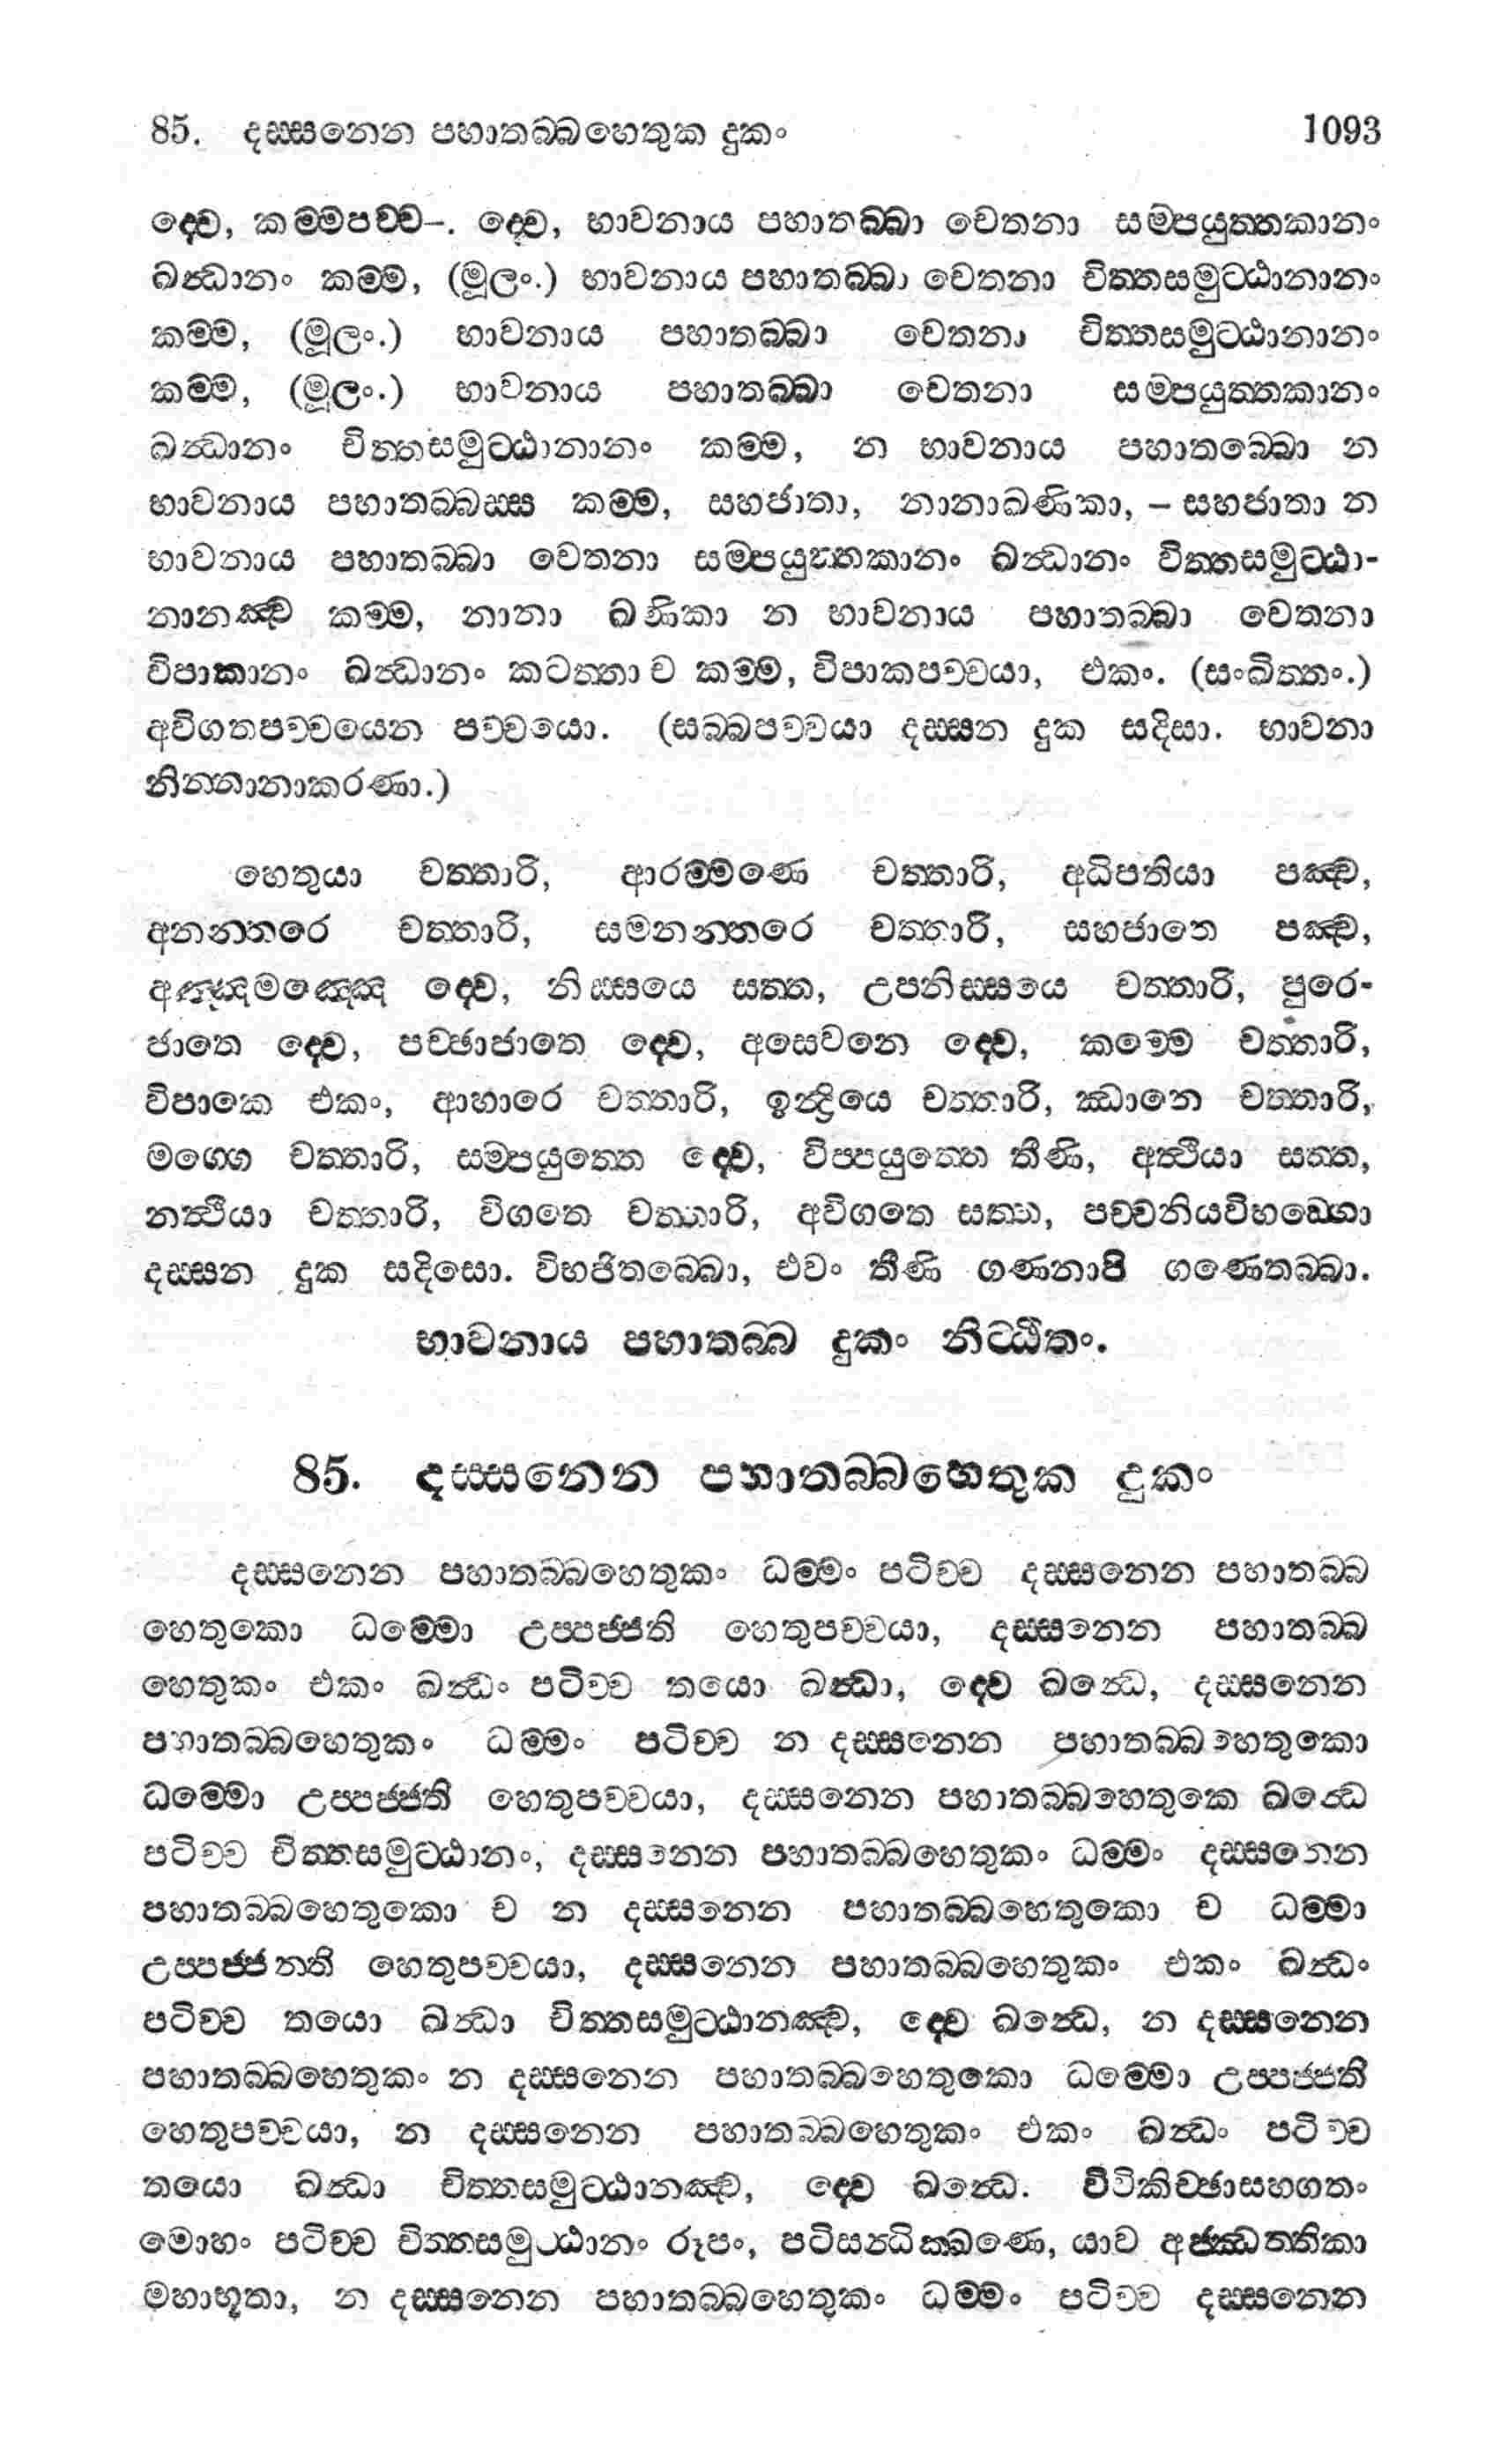 85. දස්සනෙන පහාතබ්බහෙතුක දුකං 1093
ද්වෙ, කම්මපච්ච–. ද්වෙ, භාවනාය පහාතබ්බා චෙතනා සම්පයුත්තකානං
ඛන්ධානං කම්ම, (මූලං.) භාවනාය පහාතබ්බා චෙතනා චිත්තසමුට්ඨානානං
කම්ම, (මූලං.) භාවනාය පහාතබ්බා චෙතනා චිත්තසමුට්ඨානානං
කම්ම, (මූලං.) භාවනාය පහාතබ්බා චෙතනා සම්පයුත්තකානං
ඛන්ධානං චිත්තසමුට්ඨානානං කම්ම, න භාවනාය පහාතබ්බො න
භාවනාය පහාතබ්බස්ස කම්ම, සහජාතා, නානාඛණිකා, – සහජාතා න
භාවනාය පහාතබ්බා චෙතනා සම්පයුත්තකානං ඛන්ධානං චිත්තසමුට්ඨා-
නානඤ්ච කම්ම, නානා ඛණිකා න භාවනාය පහාතබ්බා චෙතනා
විපාකානං ඛන්ධානං කටත්තා ච කම්ම, විපාකපච්චයා, එකං. (සංඛිත්තං.)
අවිගතපච්චයෙන පච්චයො. (සබ්බපච්චයා දස්සන දුක සදිසා. භාවනා
නින්නානාකරණා.)
හෙතුයා චත්තාරි, ආරම්මණෙ චත්තාරි, අධිපතියා පඤ්ච,
අනන්තරෙ චත්තාරි, සමනන්තරෙ චත්තාරි, සහජාතෙ පඤ්ච,
අඤ්ඤමඤ්ඤෙ ද්වෙ, නිස්සයෙ සත්ත, උපනිස්සයෙ චත්තාරි, පුරෙ-
ජාතෙ ද්වෙ, පච්ඡාජාතෙ ද්වෙ, අසෙවනෙ ද්වෙ, කම්මෙ චත්තාරි,
විපාකෙ එකං, ආහාරෙ චත්තාරි, ඉන්ද්‍රියෙ චත්තාරි, ඣානෙ චත්තාරි,
මග්ගෙ චත්තාරි, සම්පයුත්තෙ ද්වෙ, විප්පයුත්තෙ තීණි, අත්ථියා සත්ත,
නත්ථියා චත්තාරි, විගතෙ චත්තාරි, අවිගතෙ සත්ත, පච්චනියවිභඞ්ගො
දස්සන දුක සදිසො. විභජිතබ්බො, එවං තීණි ගණනාපි ගණෙතබ්බා.
භාවනාය පහාතබ්බ දුකං නිට්ඨිතං.
85. දස්සනෙන පහාතබ්බහෙතුක දුකං
දස්සනෙන පහාතබ්බහෙතුකං ධම්මං පටිච්ච දස්සනෙන පහාතබ්බ
හෙතුකො ධම්මො උප්පජ්ජති හෙතුපච්චයා, දස්සනෙන පහාතබ්බ
හෙතුකං එකං ඛන්ධං පටිච්ච තයො ඛන්ධා, ද්වෙ ඛන්ධෙ, දස්සනෙන
පහාතබ්බහෙතුකං ධම්මං පටිච්ච න දස්සනෙන පහාතබ්බහෙතුකො
ධම්මො උප්පජ්ජති හෙතුපච්චයා, දස්සනෙන පහාතබ්බහෙතුකෙ ඛන්ධෙ
පටිච්ච චිත්තසමුට්ඨානං, දස්සනෙන පහාතබ්බහෙතුකං ධම්මං දස්සනෙන
පහාතබ්බහෙතුකො ච න දස්සනෙන පහාතබ්බහෙතුකො ච ධම්මා
උප්පජ්ජන්ති හෙතුපච්චයා, දස්සනෙන පහාතබ්බහෙතුකං එකං ඛන්ධං
පටිච්ච තයො ඛන්ධා චිත්තසමුට්ඨානඤ්ච, ද්වෙ ඛන්ධෙ, න දස්සනෙන
පහාතබ්බහෙතුකං න දස්සනෙන පහාතබ්බහෙතුකො ධම්මො උප්පජ්ජති
හෙතුපච්චයා, න දස්සනෙන පහාතබ්බහෙතුකං එකං ඛන්ධං පටිච්ච
තයො ඛන්ධා චිත්තසමුට්ඨානඤ්ච, ද්වෙ ඛන්ධෙ. විචිකිච්ඡාසහගතං
මොහං පටිච්ච චිත්තසමුට්ඨානං රූපං, පටිසන්ධික්ඛණෙ, යාව අජ්ඣත්තිකා
මහාභූතා, න දස්සනෙන පහාතබ්බහෙතුකං ධම්මං පටිච්ච දස්සනෙන